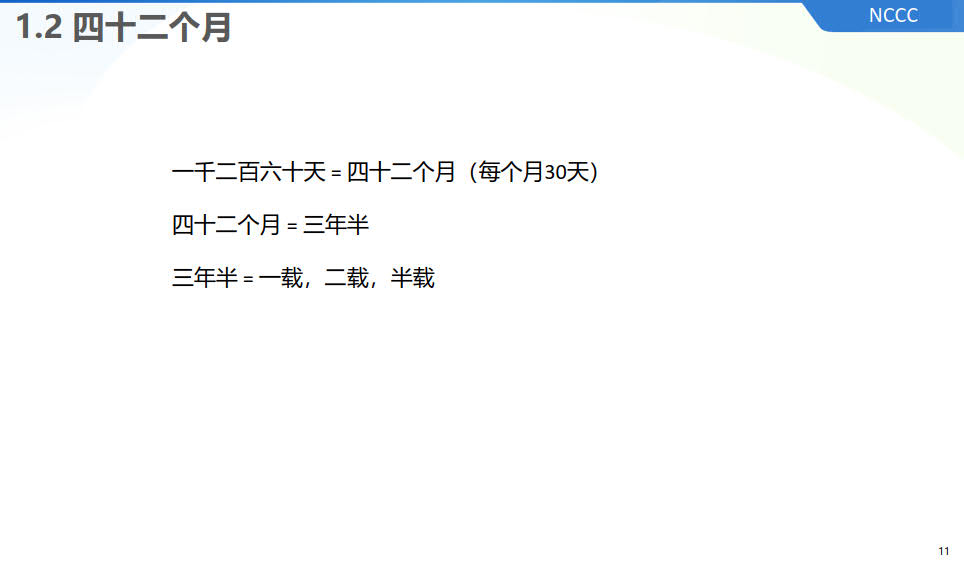 1.2 四十二个月
NCCC
一千二百六十天 = 四十二个月（每个月30天）
四十二个月 = 三年半
三年半 = 一载，二载，半载
11